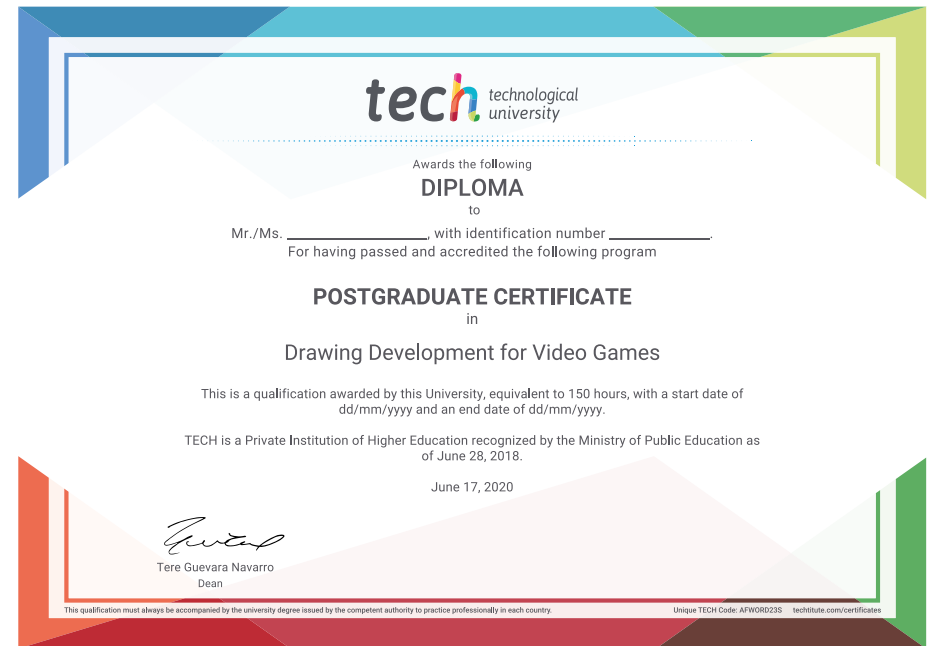 tech technological
university
Awards the following
DIPLOMA
to
Mr./Ms. ____________________, with identification number ______________.
For having passed and accredited the following program
POSTGRADUATE CERTIFICATE
in
Drawing Development for Video Games
This is a qualification awarded by this University, equivalent to 150 hours, with a start date of
dd/mm/yyyy and an end date of dd/mm/yyyy.
TECH is a Private Institution of Higher Education recognized by the Ministry of Public Education as
of June 28, 2018.
June 17, 2020
Tere Guevara Navarro
Dean
This qualification must always be accompanied by the university degree issued by the competent authority to practice professionally in each country. Unique TECH Code: AFWORD23S techtitute.com/certificates